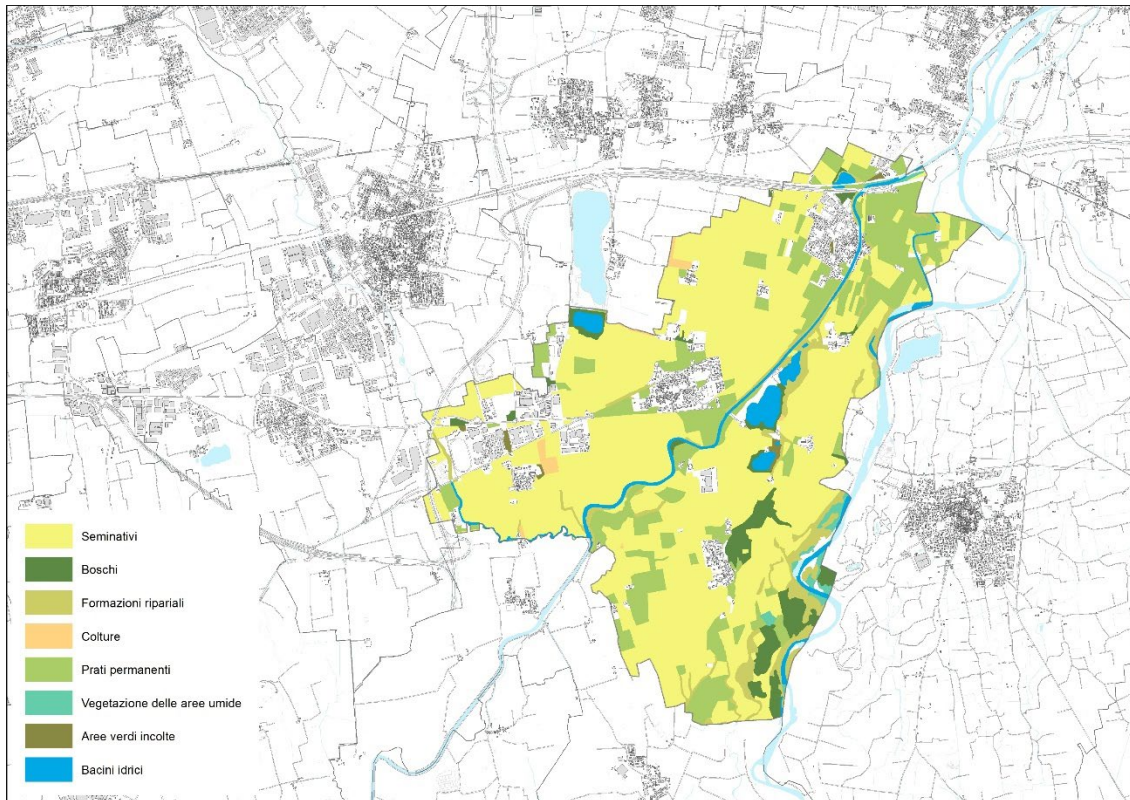 Seminativi
Boschi
Formazioni ripariali
Colture
Prati permanenti
Vegetazione delle aree umide
Aree verdi incolte
Bacini idrici